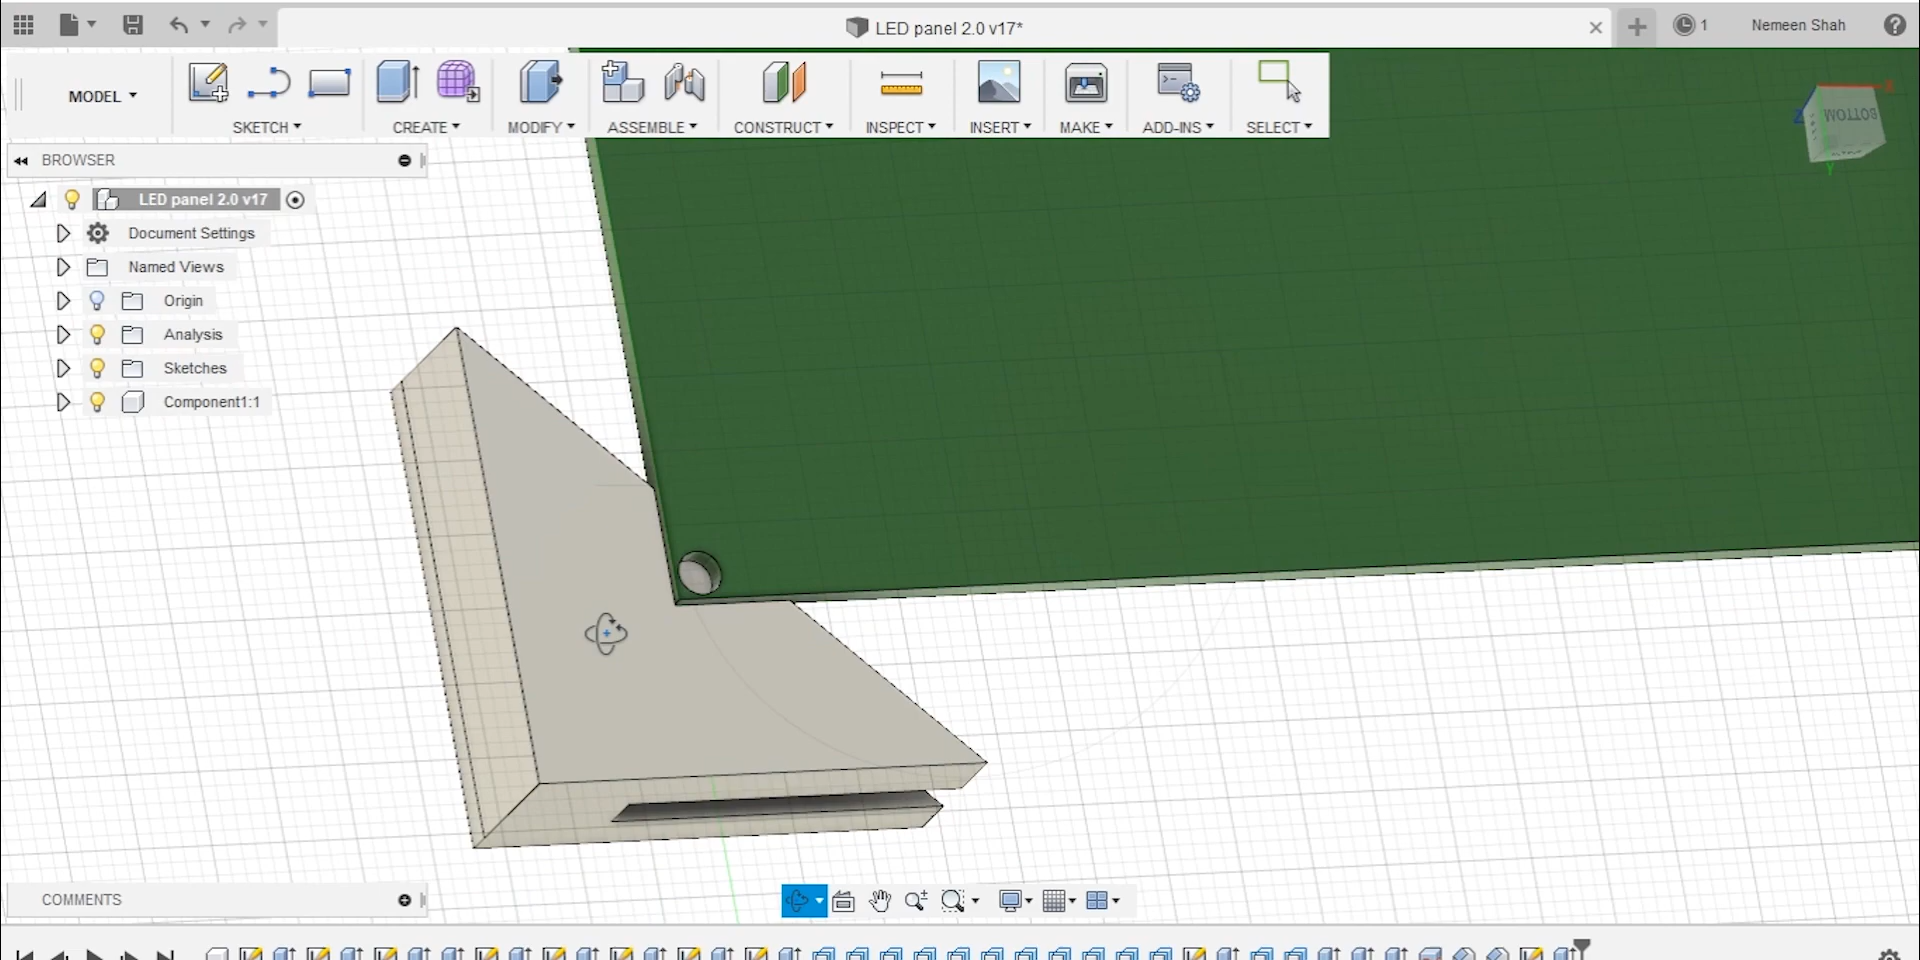 LED panel 2.0 v17*
1
Nemeen Shah
MODEL
SKETCH
CREATE
MODIFY
ASSEMBLE
CONSTRUCT
INSPECT
INSERT
MAKE
ADD-INS
SELECT
BOTTOM
X
Z
Y
BROWSER
LED panel 2.0 v17
Document Settings
Named Views
Origin
Analysis
Sketches
Component1:1
COMMENTS